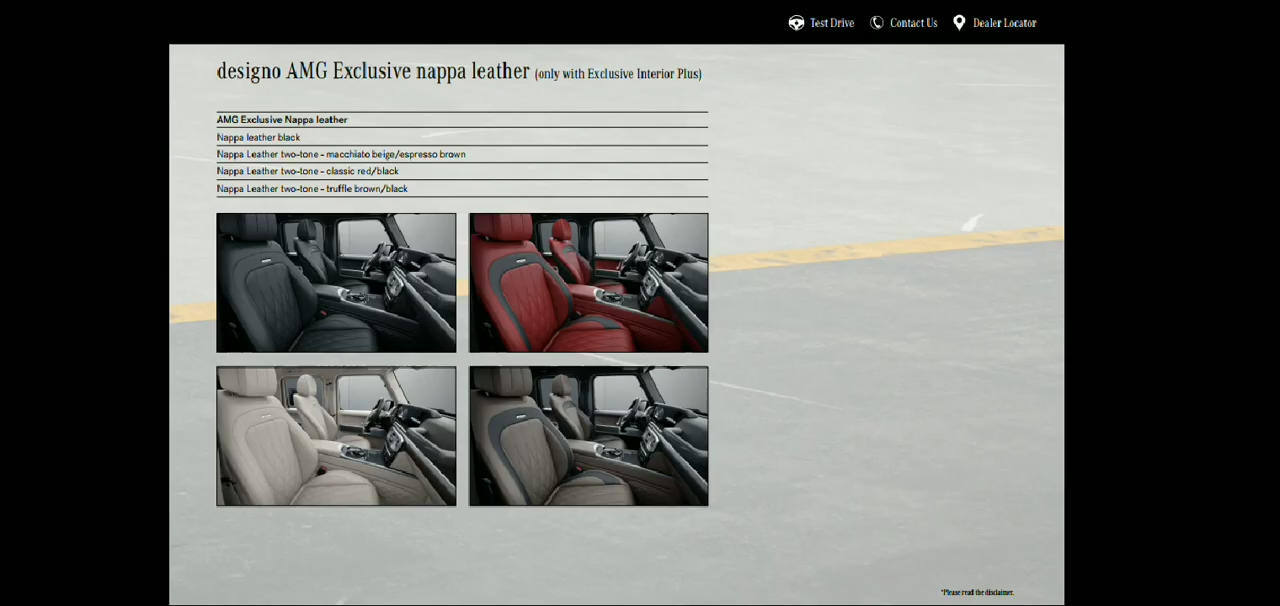 Test Drive Contact Us Dealer Locator
designo AMG Exclusive nappa leather (only with Exclusive Interior Plus)
AMG Exclusive Nappa leather
Nappa leather black
Nappa Leather two-tone - macchiato beige/espresso brown
Nappa Leather two-tone - classic red/black
Nappa Leather two-tone - truffle brown/black
*Please read the disclaimer.